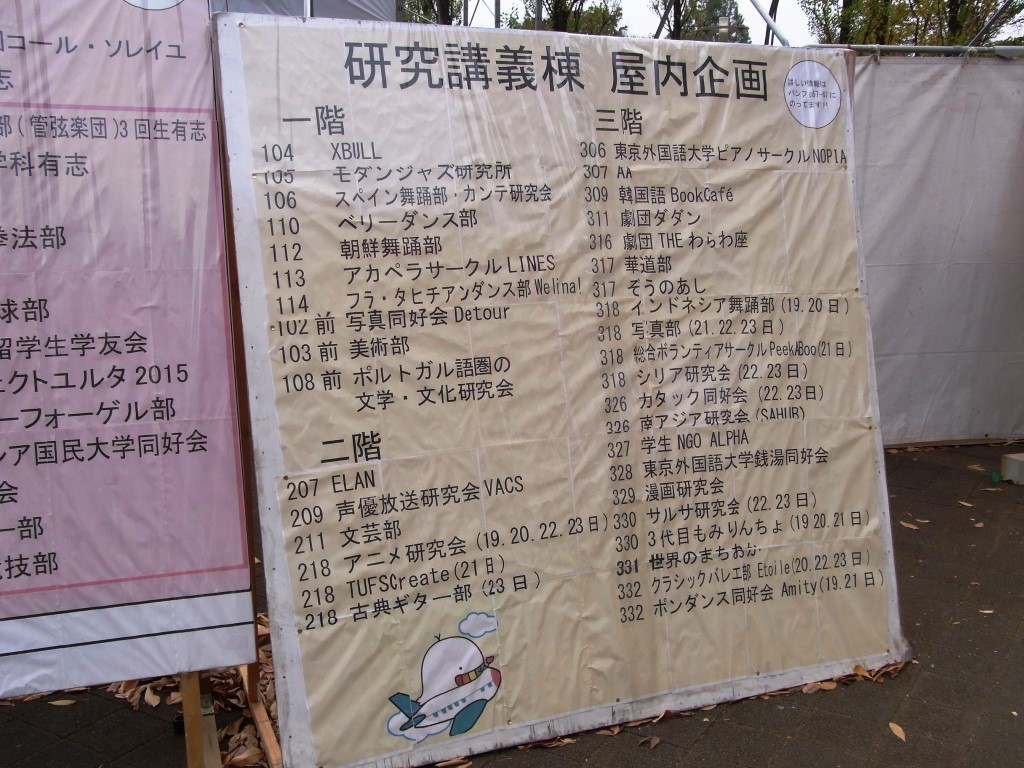 コール・ソレイユ
志
部(管弦楽団)3回生有志
学科有志
拳法部
球部
留学生学友会
ェクトユルタ2015
ーフォーゲル部
シア国民大学同好会
会
ー部
技部
研究講義棟 屋内企画
詳しい情報は
パンフp57-61に
のってます!!
一階
104 XBULL
105 モダンジャズ研究所
106 スペイン舞踊部・カンテ研究会
110 ベリーダンス部
112 朝鮮舞踊部
113 アカペラサークルLINES
114 フラ・タヒチアンダンス部Welina!
102前 写真同好会Detour
103前 美術部
108前 ポルトガル語圏の
文学・文化研究会
二階
207 ELAN
209 声優放送研究会VACS
211 文芸部
218 アニメ研究会(19.20.22.23日)
218 TUFSCreate(21日)
218 古典ギター部(23日)
三階
306 東京外国語大学ピアノサークルNOPIA
307 AA
309 韓国語BookCafé
311 劇団ダダン
316 劇団THEわらわ座
317 華道部
317 ぞうのあし
318 インドネシア舞踊部(19.20日)
318 写真部(21.22.23日)
318 総合ボランティアサークルPeekABoo(21日)
318 シリア研究会(22.23日)
326 カタック同好会(22.23日)
326 南アジア研究会(SAHUR)
327 学生NGO ALPHA
328 東京外国語大学銭湯同好会
329 漫画研究会
330 サルサ研究会(22.23日)
330 3代目もみりんちょ(19.20.21日)
331 世界のまちおか
332 クラシックバレエ部Etoile(20.22.23日)
332 ボンダンス同好会Amity(19.21日)